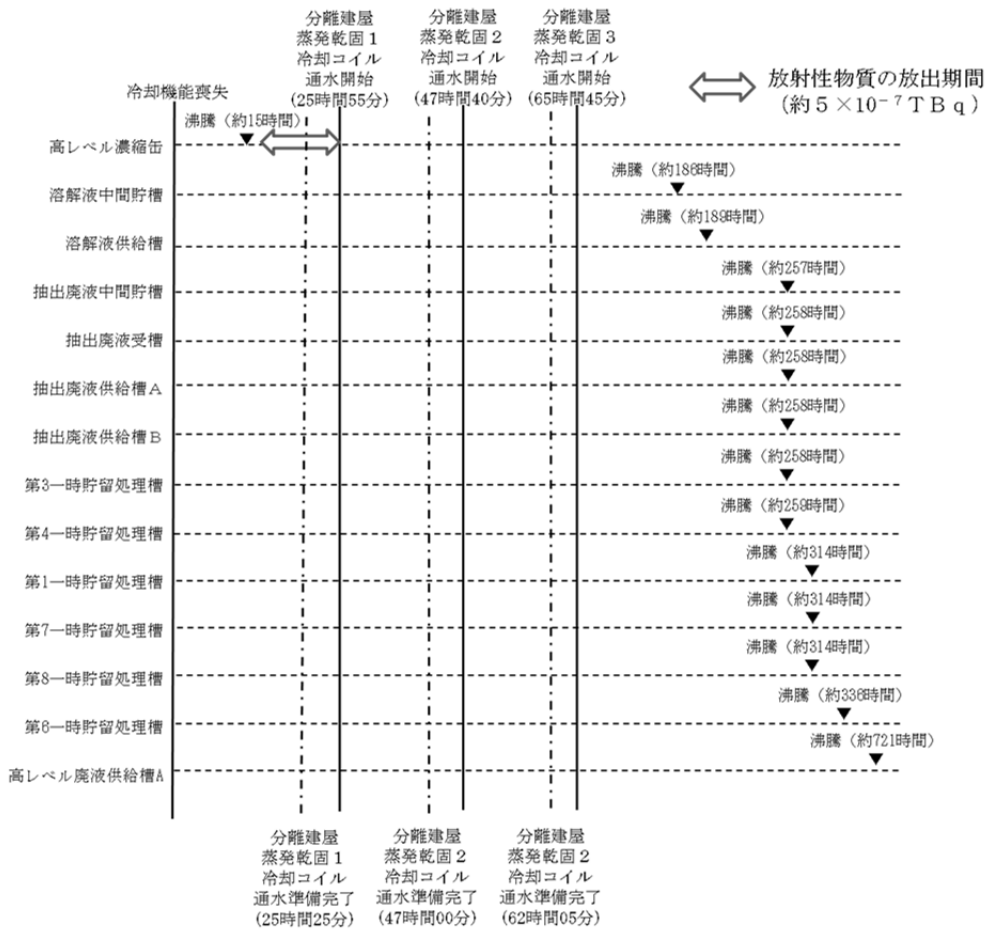 分離建屋
蒸発乾固1
冷却コイル
通水開始
(25時間55分)
分離建屋
蒸発乾固2
冷却コイル
通水開始
(47時間40分)
分離建屋
蒸発乾固3
冷却コイル
通水開始
(65時間45分)
放射性物質の放出期間
(約5×10⁻⁷TBq)
冷却機能喪失
沸騰(約15時間)
高レベル濃縮缶
沸騰(約186時間)
溶解液中間貯槽
沸騰(約189時間)
溶解液供給槽
沸騰(約257時間)
抽出廃液中間貯槽
沸騰(約258時間)
抽出廃液受槽
沸騰(約258時間)
抽出廃液供給槽A
沸騰(約258時間)
抽出廃液供給槽B
沸騰(約258時間)
第3一時貯留処理槽
沸騰(約259時間)
第4一時貯留処理槽
沸騰(約314時間)
第1一時貯留処理槽
沸騰(約314時間)
第7一時貯留処理槽
沸騰(約314時間)
第8一時貯留処理槽
沸騰(約336時間)
第6一時貯留処理槽
沸騰(約721時間)
高レベル廃液供給槽A
分離建屋
蒸発乾固1
冷却コイル
通水準備完了
(25時間25分)
分離建屋
蒸発乾固2
冷却コイル
通水準備完了
(47時間00分)
分離建屋
蒸発乾固2
冷却コイル
通水準備完了
(62時間05分)